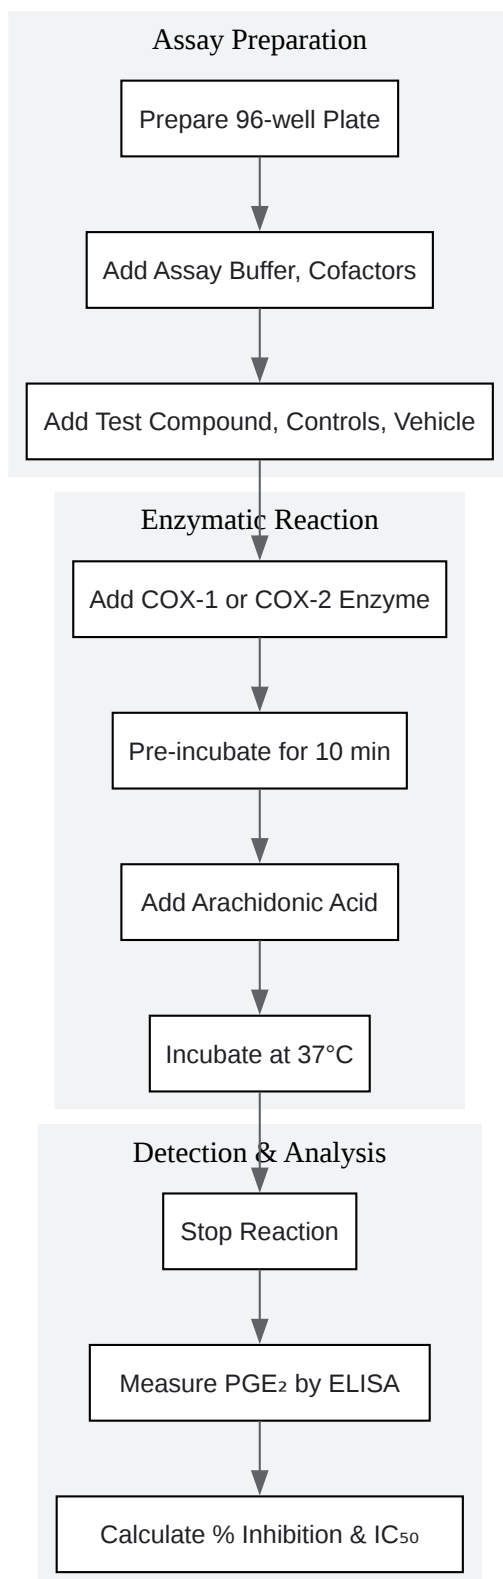 Assay Preparation
Prepare 96-well Plate
Add Assay Buffer, Cofactors
Add Test Compound, Controls, Vehicle
Enzymatic Reaction
Add COX-1 or COX-2 Enzyme
Pre-incubate for 10 min
Add Arachidonic Acid
Incubate at 37°C
Detection & Analysis
Stop Reaction
Measure PGE₂ by ELISA
Calculate % Inhibition & IC₅₀